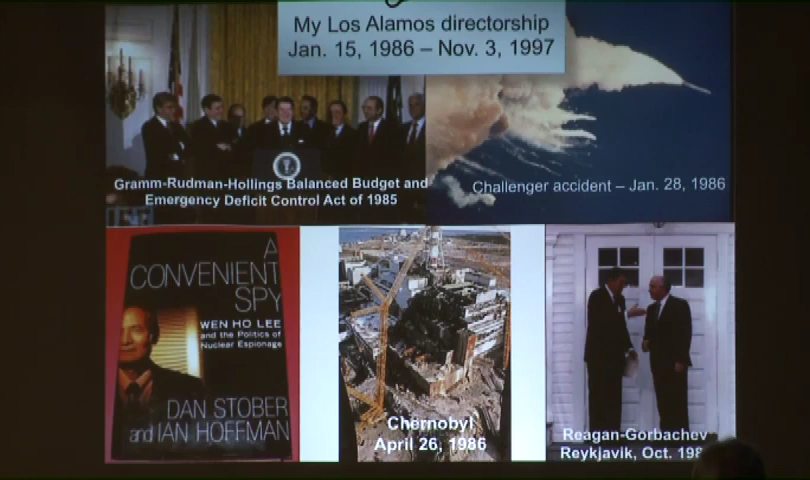 My Los Alamos directorship
Jan. 15, 1986 – Nov. 3, 1997
Gramm-Rudman-Hollings Balanced Budget and
Emergency Deficit Control Act of 1985
Challenger accident – Jan. 28, 1986
A
CONVENIENT
SPY
WEN HO LEE
and the Politics of
Nuclear Espionage
DAN STOBER
and IAN HOFFMAN
Chernobyl
April 26, 1986
Reagan-Gorbachev
Reykjavik, Oct.